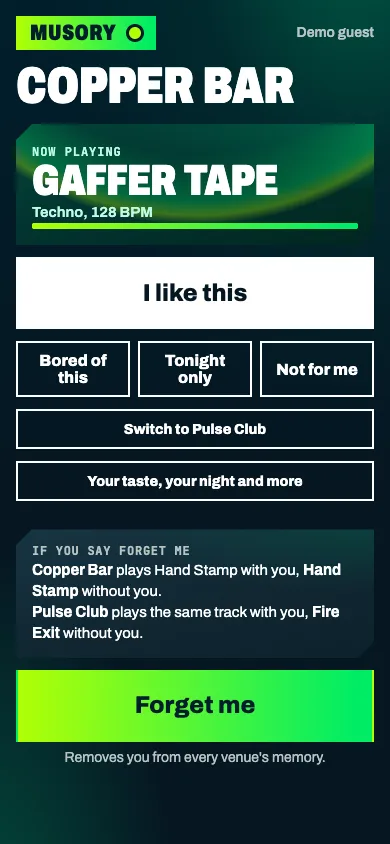 MUSORY
Demo guest
COPPER BAR
NOW PLAYING
GAFFER TAPE
Techno, 128 BPM
I like this
Bored of
this
Tonight
only
Not for me
Switch to Pulse Club
Your taste, your night and more
IF YOU SAY FORGET ME
Copper Bar plays Hand Stamp with you, Hand
Stamp without you.
Pulse Club plays the same track with you, Fire
Exit without you.
Forget me
Removes you from every venue's memory.